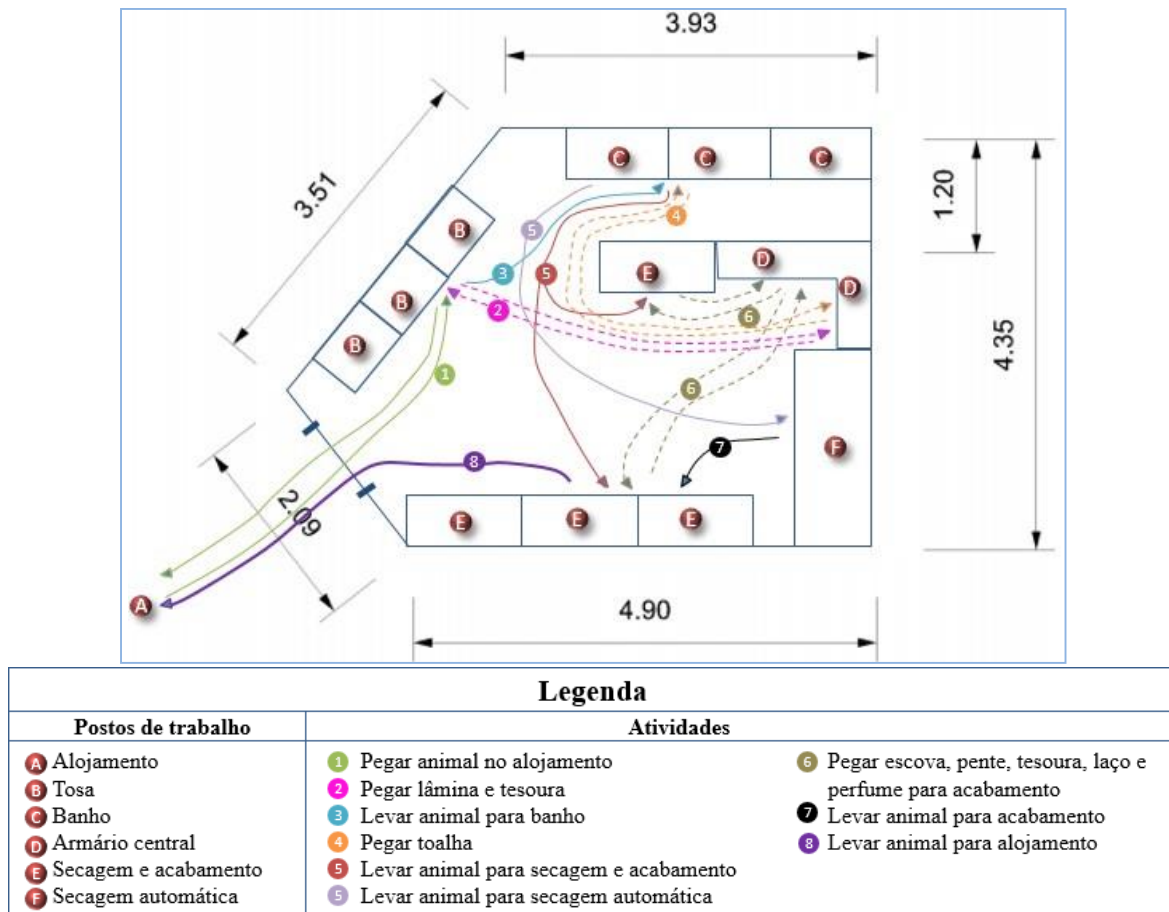 3.93
3.51
C C C
1.20
B
5
4
B
3
5
E
D
D
2
6
B
4.35
1
6
7
F
8
2.09
E E E
A
4.90
Legenda
Postos de trabalho
A Alojamento
B Tosa
C Banho
D Armário central
E Secagem e acabamento
F Secagem automática
Atividades
1 Pegar animal no alojamento
2 Pegar lâmina e tesoura
3 Levar animal para banho
4 Pegar toalha
5 Levar animal para secagem e acabamento
5 Levar animal para secagem automática
6 Pegar escova, pente, tesoura, laço e
perfume para acabamento
7 Levar animal para acabamento
8 Levar animal para alojamento